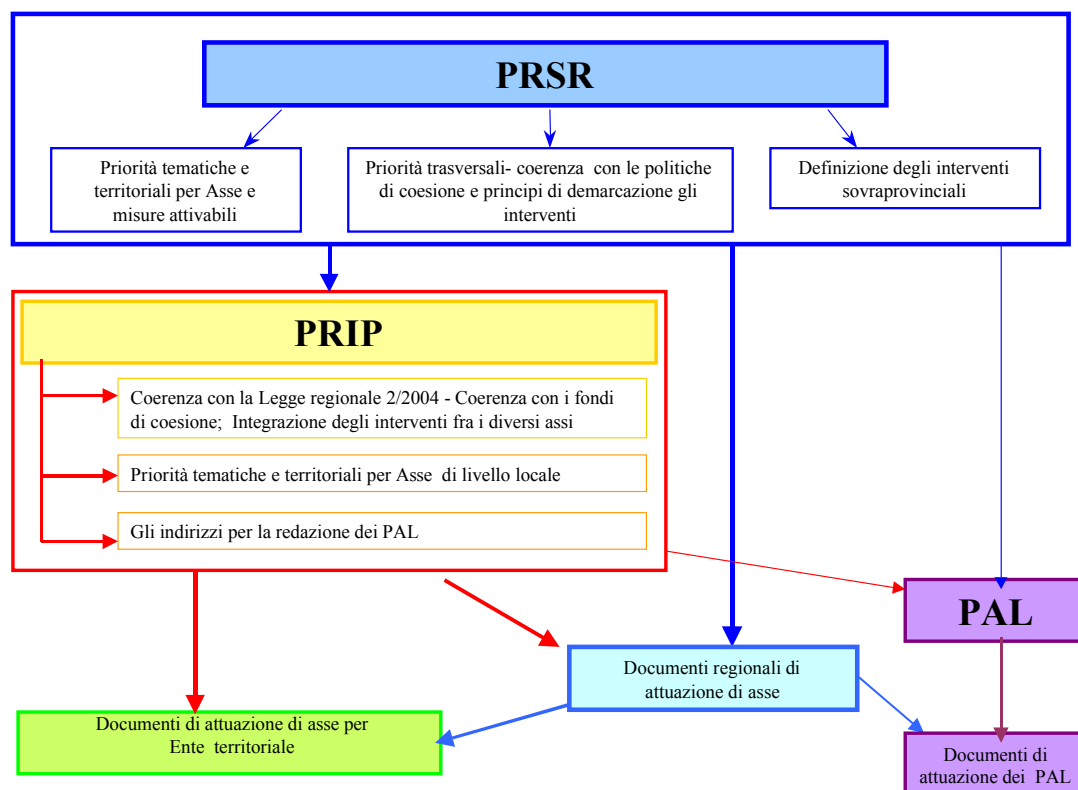 PRSR
Priorità tematiche e
territoriali per Asse e
misure attivabili
Priorità trasversali- coerenza con le politiche
di coesione e principi di demarcazione gli
interventi
Definizione degli interventi
sovraprovinciali
PRIP
Coerenza con la Legge regionale 2/2004 - Coerenza con i fondi
di coesione; Integrazione degli interventi fra i diversi assi
Priorità tematiche e territoriali per Asse di livello locale
Gli indirizzi per la redazione dei PAL
PAL
Documenti regionali di
attuazione di asse
Documenti di attuazione di asse per
Ente territoriale
Documenti di
attuazione dei PAL